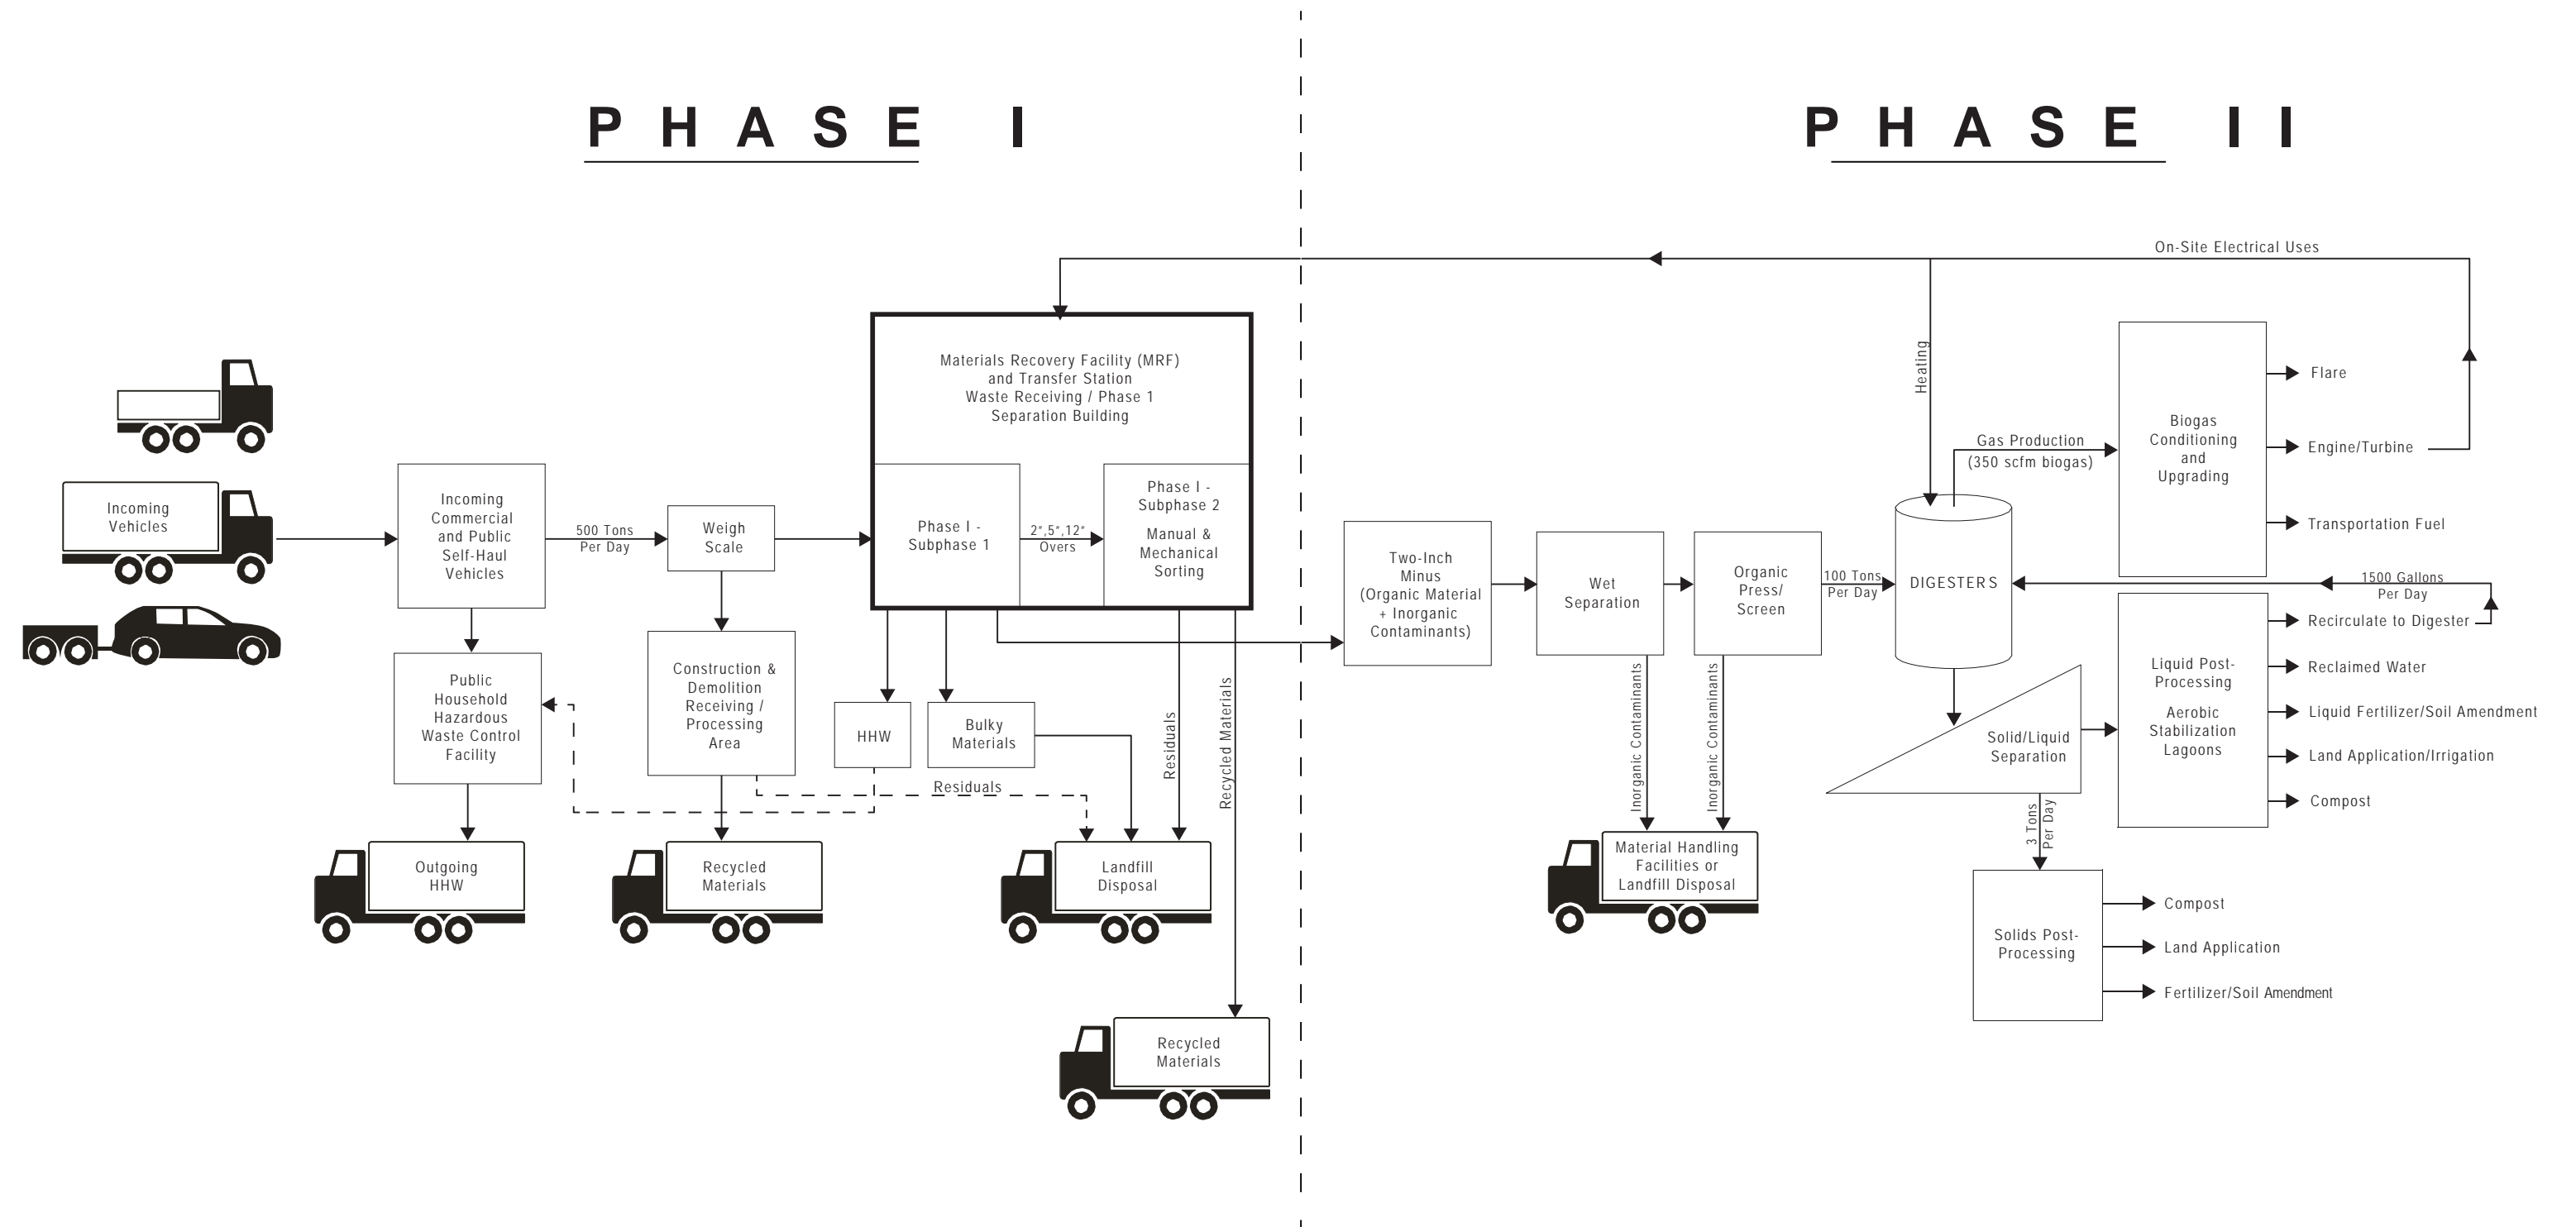 PHASE I
PHASE II
On-Site Electrical Uses
Incoming
Vehicles
Incoming
Commercial
and Public
Self-Haul
Vehicles
500 Tons
Per Day
Weigh
Scale
Materials Recovery Facility (MRF)
and Transfer Station
Waste Receiving / Phase 1
Separation Building
Phase I -
Subphase 1
2",5",12"
Overs
Phase I -
Subphase 2
Manual &
Mechanical
Sorting
Public
Household
Hazardous
Waste Control
Facility
Construction &
Demolition
Receiving /
Processing
Area
HHW
Bulky
Materials
Residuals
Residuals
Recycled Materials
Outgoing
HHW
Recycled
Materials
Landfill
Disposal
Recycled
Materials
Two-Inch
Minus
(Organic Material
+ Inorganic
Contaminants)
Wet
Separation
Organic
Press/
Screen
100 Tons
Per Day
Inorganic Contaminants
Inorganic Contaminants
Material Handling
Facilities or
Landfill Disposal
Heating
Gas Production
(350 scfm biogas)
DIGESTERS
Biogas
Conditioning
and
Upgrading
Flare
Engine/Turbine
Transportation Fuel
1500 Gallons
Per Day
Solid/Liquid
Separation
Liquid Post-
Processing
Aerobic
Stabilization
Lagoons
Recirculate to Digester
Reclaimed Water
Liquid Fertilizer/Soil Amendment
Land Application/Irrigation
Compost
3 Tons
Per Day
Solids Post-
Processing
Compost
Land Application
Fertilizer/Soil Amendment